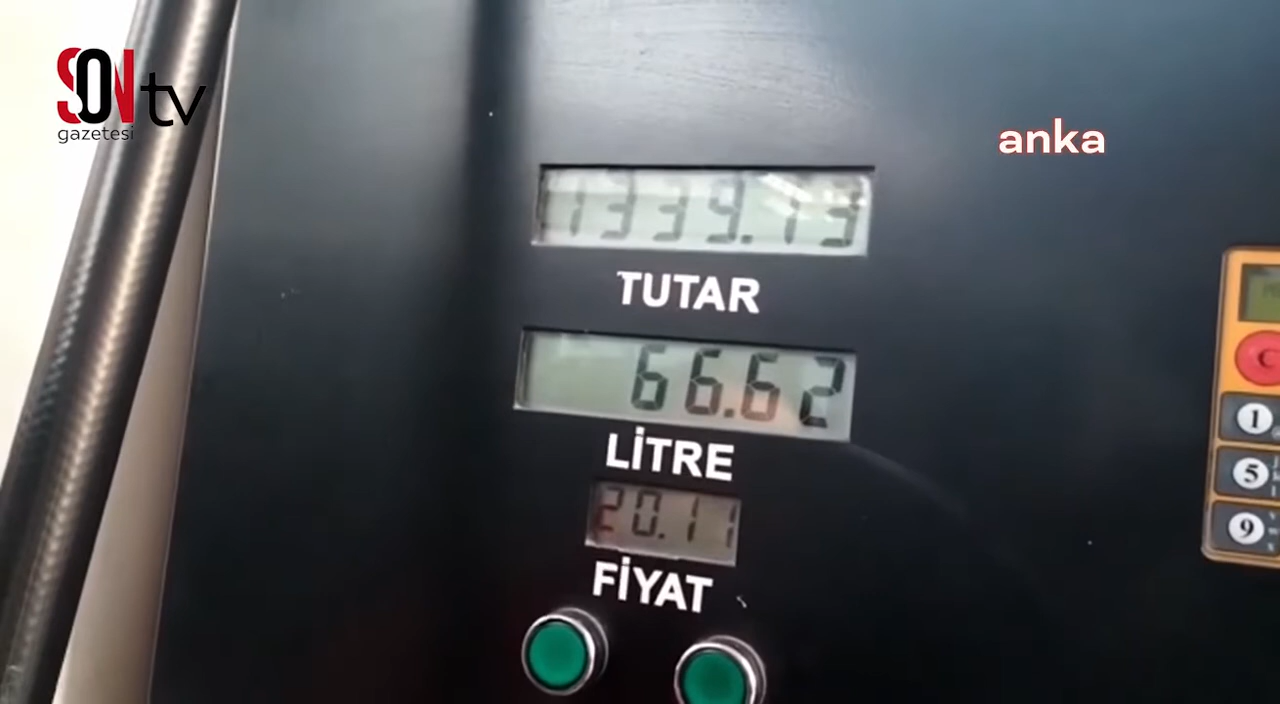 SON tv
gazetesi
anka
1339.73
TUTAR
66.62
LİTRE
20.11
FİYAT
C
1
5
9